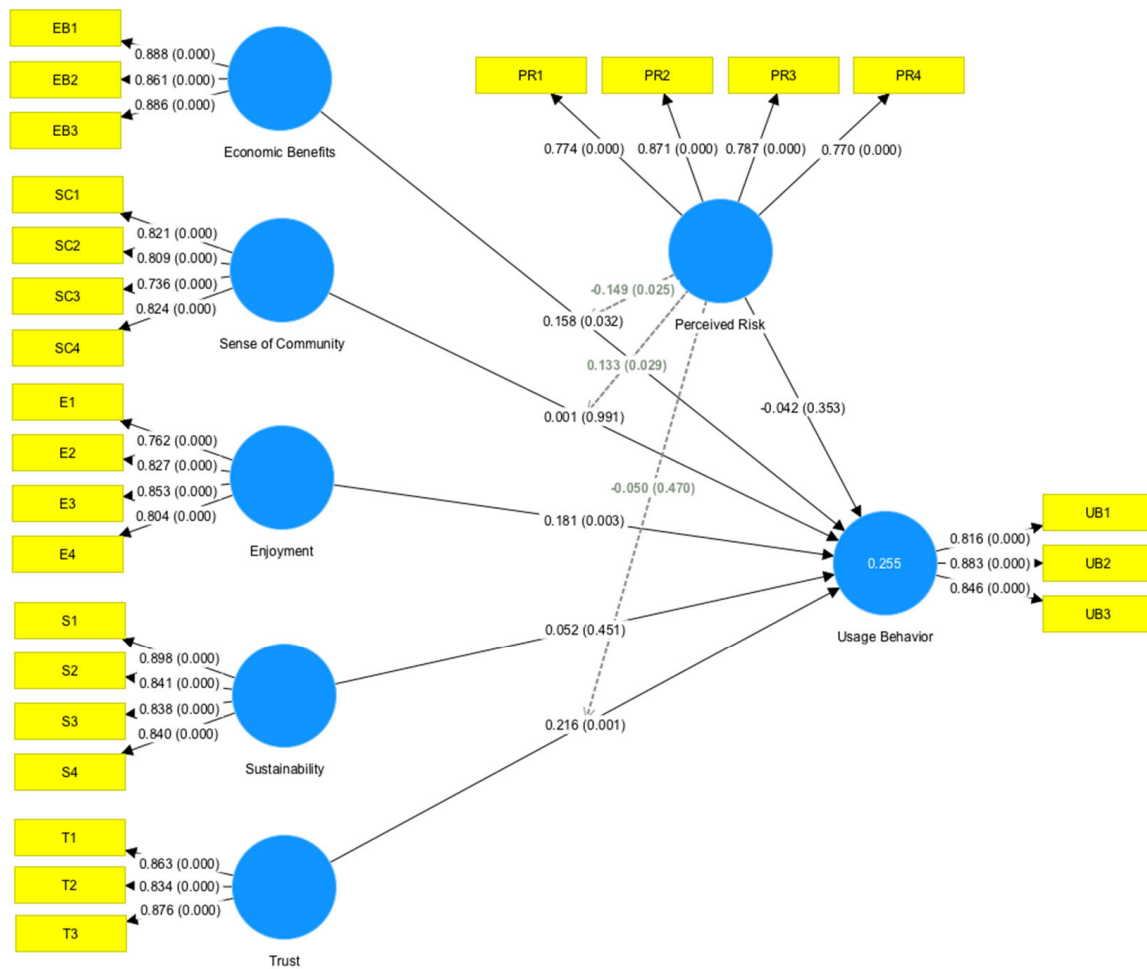 EB1
0.888 (0.000)
EB2
0.861 (0.000)
EB3
0.886 (0.000)
Economic Benefits
PR1
PR2
PR3
PR4
0.774 (0.000)
0.871 (0.000)
0.787 (0.000)
0.770 (0.000)
Perceived Risk
SC1
0.821 (0.000)
SC2
0.809 (0.000)
SC3
0.736 (0.000)
SC4
0.824 (0.000)
Sense of Community
-0.149 (0.025)
0.158 (0.032)
0.133 (0.029)
0.001 (0.991)
-0.042 (0.353)
E1
0.762 (0.000)
E2
0.827 (0.000)
E3
0.853 (0.000)
E4
0.804 (0.000)
Enjoyment
-0.050 (0.470)
0.181 (0.003)
0.255
Usage Behavior
UB1
0.816 (0.000)
UB2
0.883 (0.000)
UB3
0.846 (0.000)
S1
0.898 (0.000)
S2
0.841 (0.000)
S3
0.838 (0.000)
S4
0.840 (0.000)
Sustainability
0.052 (0.451)
0.216 (0.001)
T1
0.863 (0.000)
T2
0.834 (0.000)
T3
0.876 (0.000)
Trust